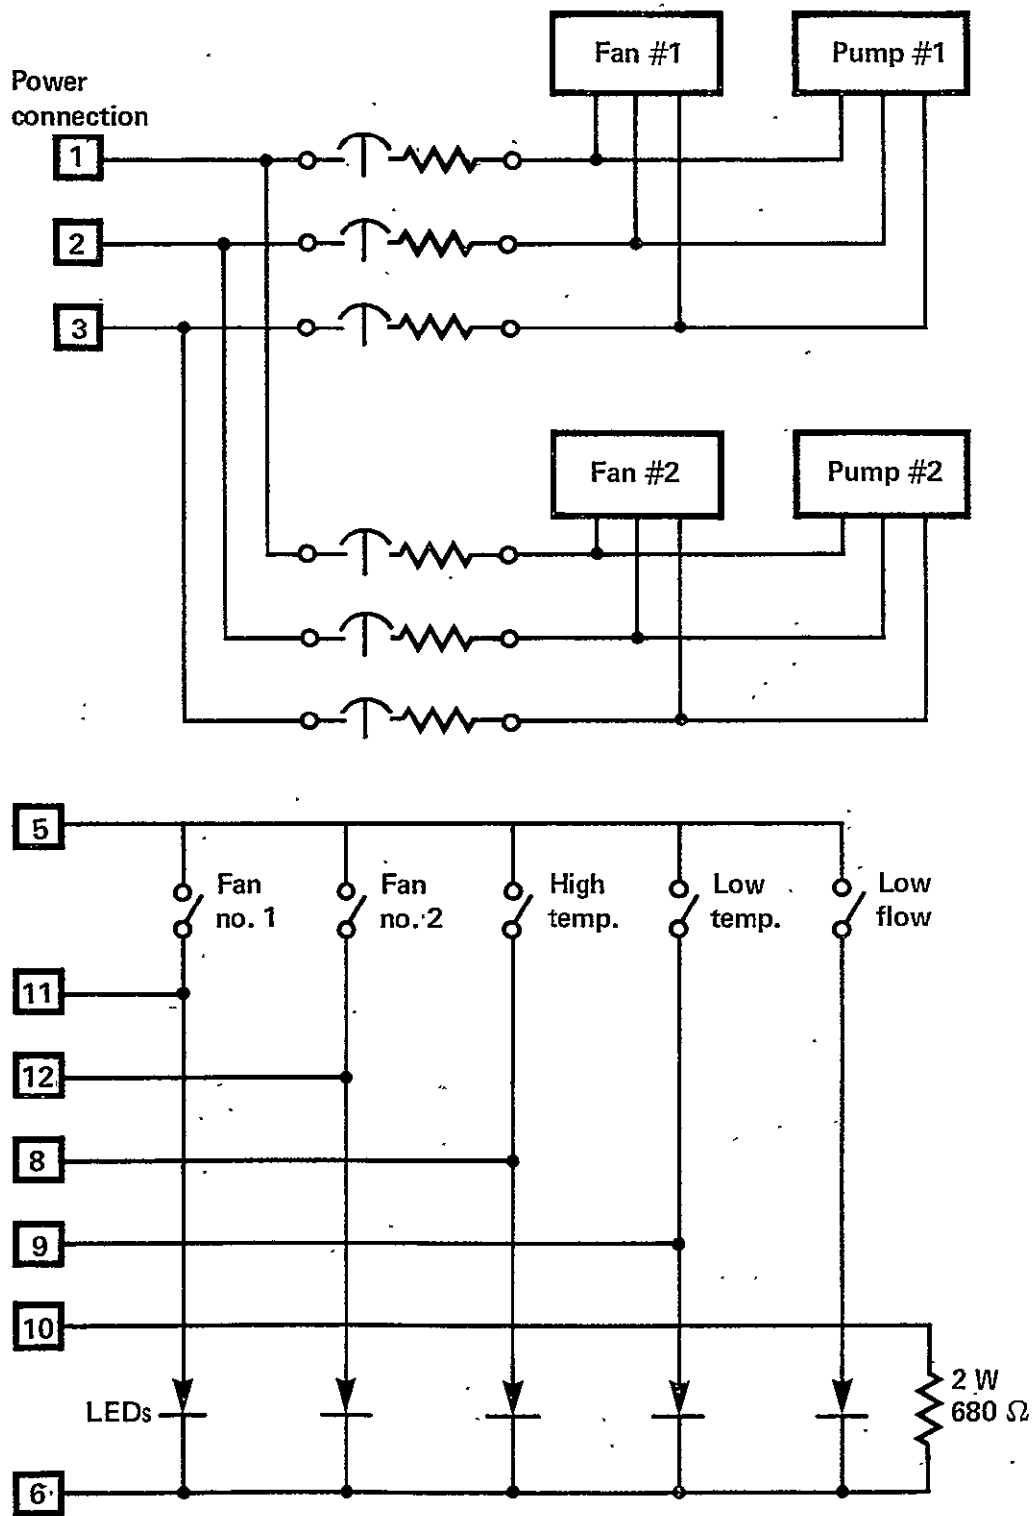 Fan #1
Pump #1
Power
connection
1
2
3
Fan #2
Pump #2
5
Fan
no. 1
Fan
no. 2
High
temp.
Low
temp.
Low
flow
11
12
8
9
10
2 W
680 Ω
LEDs
6